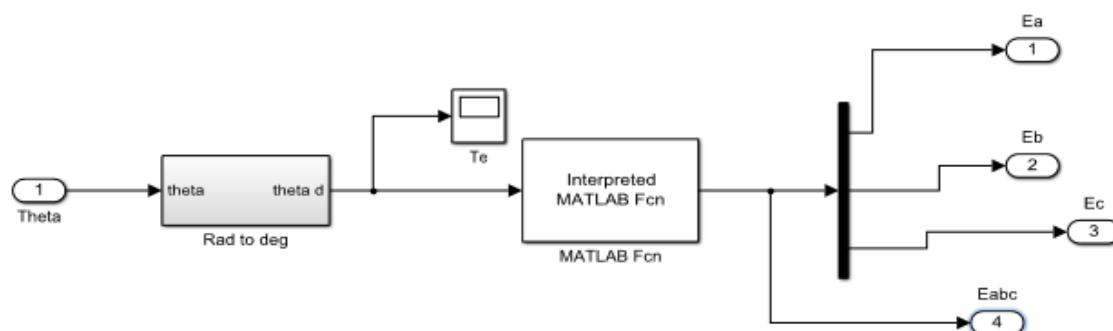 Ea
1
Te
Eb
2
Interpreted
MATLAB Fcn
1
theta
theta d
Theta
Rad to deg
MATLAB Fcn
Ec
3
Eabc
4